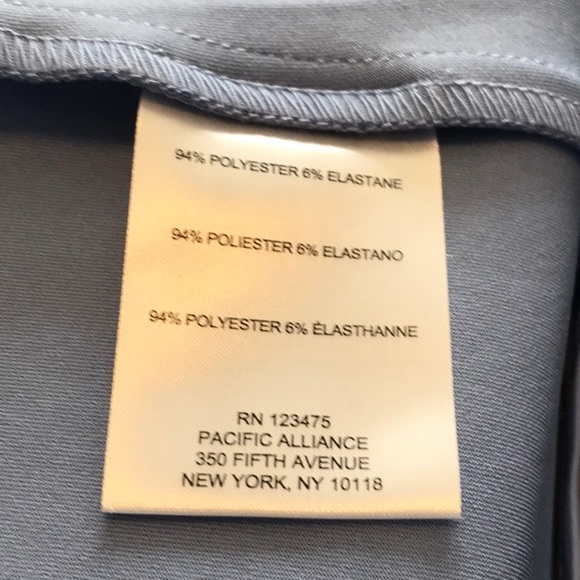 94% POLYESTER 6% ELASTANE
94% POLIESTER 6% ELASTANO
94% POLYESTER 6% ÉLASTHANNE
RN 123475
PACIFIC ALLIANCE
350 FIFTH AVENUE
NEW YORK, NY 10118